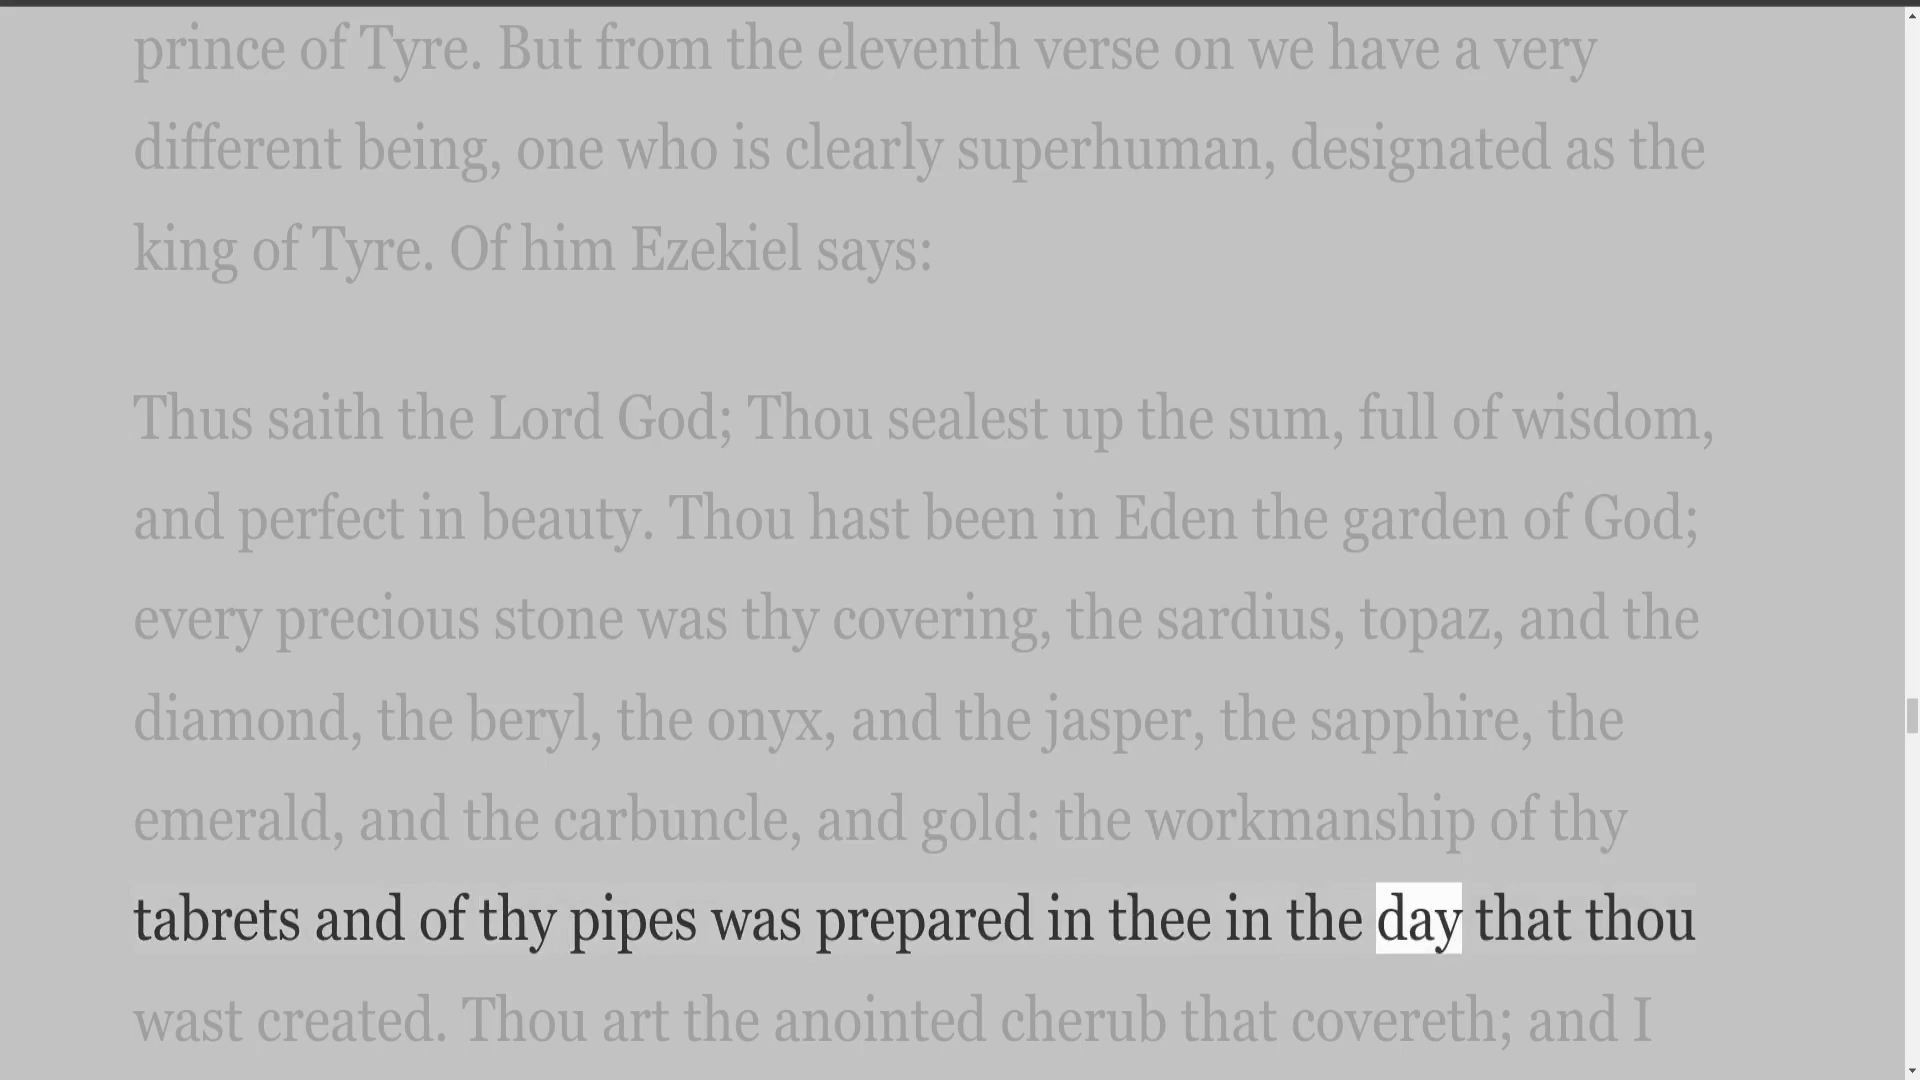 prince of Tyre. But from the eleventh verse on we have a very
different being, one who is clearly superhuman, designated as the
king of Tyre. Of him Ezekiel says:
Thus saith the Lord God; Thou sealest up the sum, full of wisdom,
and perfect in beauty. Thou hast been in Eden the garden of God;
every precious stone was thy covering, the sardius, topaz, and the
diamond, the beryl, the onyx, and the jasper, the sapphire, the
emerald, and the carbuncle, and gold: the workmanship of thy
tabrets and of thy pipes was prepared in thee in the day that thou
wast created. Thou art the anointed cherub that covereth; and I